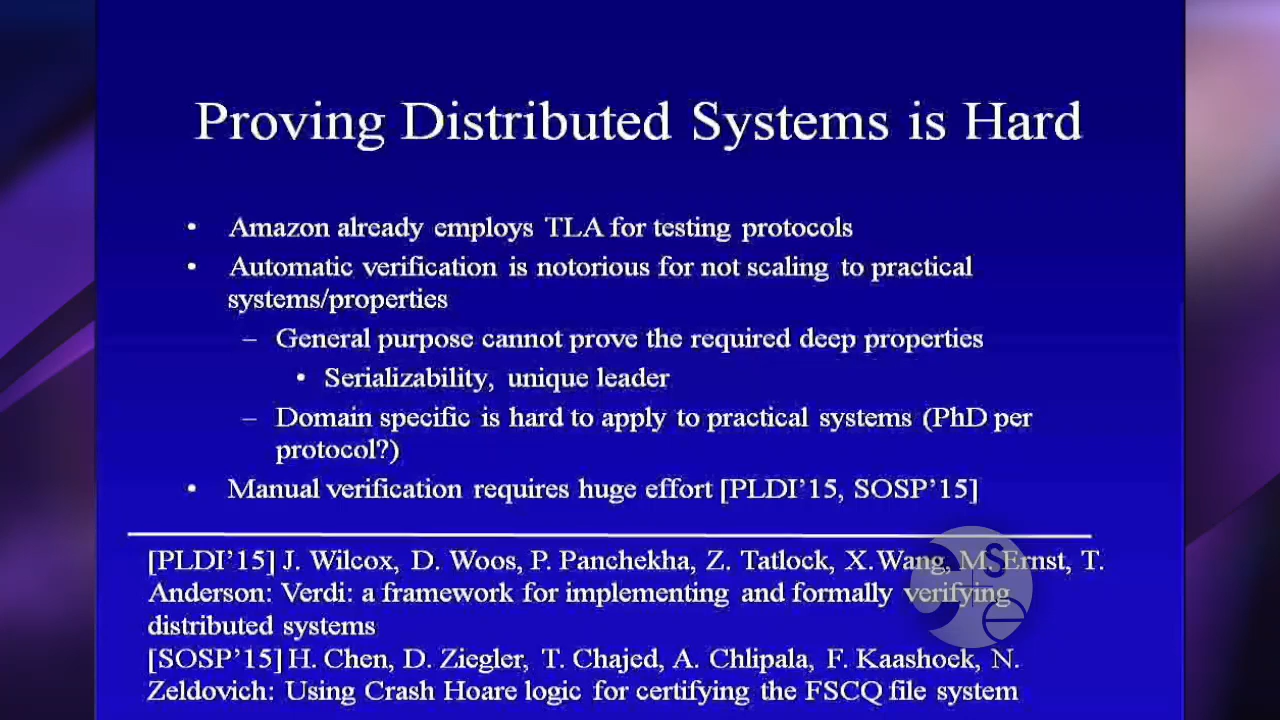 Proving Distributed Systems is Hard
• Amazon already employs TLA for testing protocols
• Automatic verification is notorious for not scaling to practical
systems/properties
– General purpose cannot prove the required deep properties
• Serializability, unique leader
– Domain specific is hard to apply to practical systems (PhD per
protocol?)
• Manual verification requires huge effort [PLDI’15, SOSP’15]
[PLDI’15] J. Wilcox, D. Woos, P. Panchekha, Z. Tatlock, X. Wang, M. Ernst, T.
Anderson: Verdi: a framework for implementing and formally verifying
distributed systems
[SOSP’15] H. Chen, D. Ziegler, T. Chajed, A. Chlipala, F. Kaashoek, N.
Zeldovich: Using Crash Hoare logic for certifying the FSCQ file system